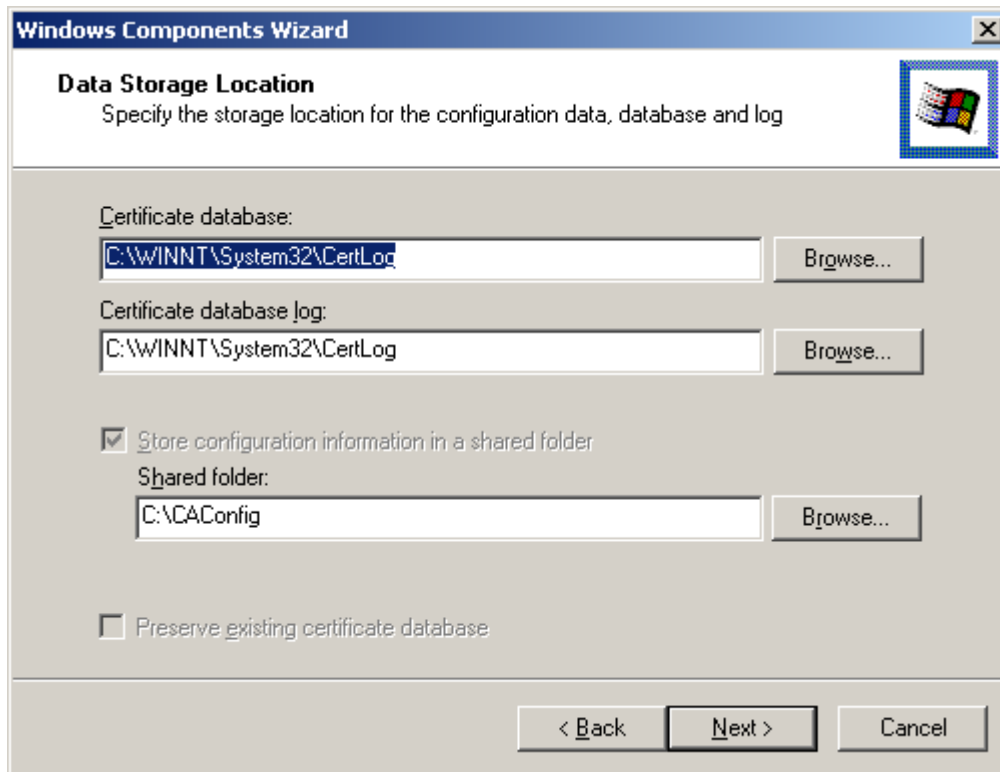 Windows Components Wizard
Data Storage Location
Specify the storage location for the configuration data, database and log
Certificate database:
C:\WINNT\System32\CertLog
Browse...
Certificate database log:
C:\WINNT\System32\CertLog
Browse...
Store configuration information in a shared folder
Shared folder:
C:\CAConfig
Browse...
Preserve existing certificate database
< Back
Next >
Cancel